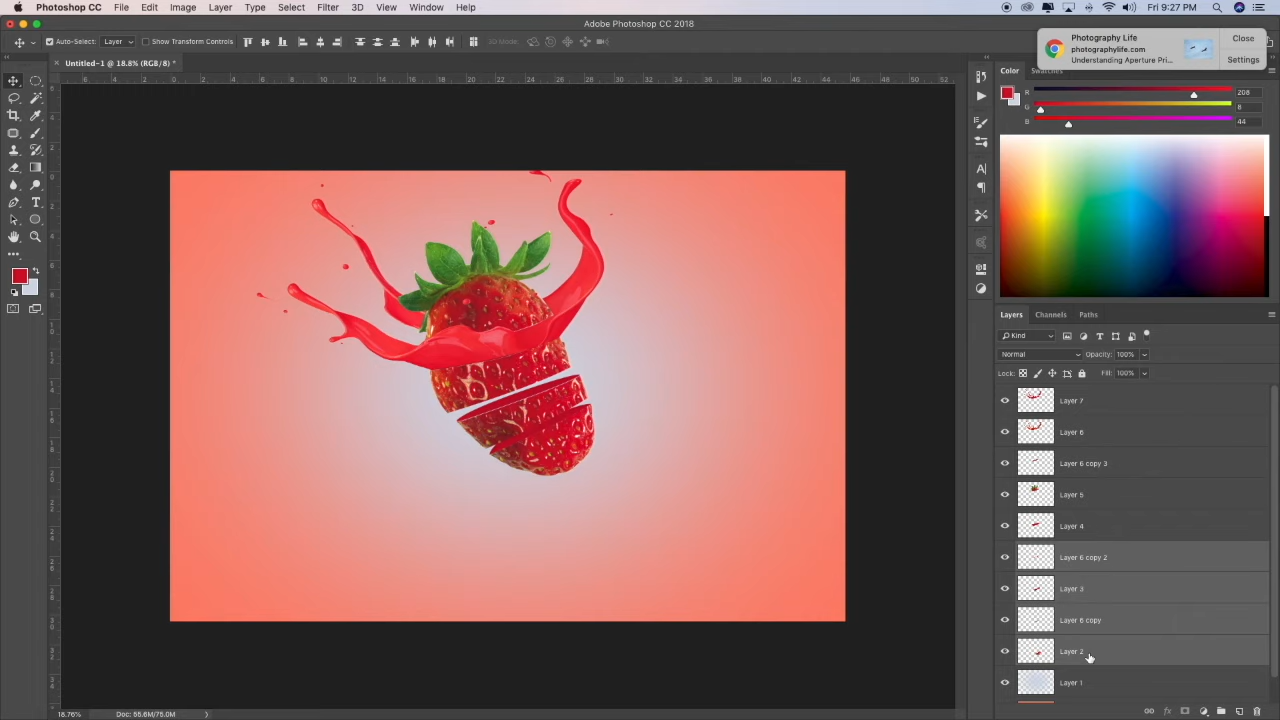 Photoshop CC File Edit Image Layer Type Select Filter 3D View Window Help Fri 9:27 PM
Adobe Photoshop CC 2018
Auto-Select: Layer Show Transform Controls 3D Mode:
Photography Life
photographylife.com
Understanding Aperture Pri...
Close
Settings
Untitled-1 @ 18.8% (RGB/8) *
Color Swatches
R 208
G 8
B 44
Layers Channels Paths
Kind
Normal Opacity: 100%
Lock: Fill: 100%
Layer 7
Layer 6
Layer 6 copy 3
Layer 5
Layer 4
Layer 6 copy 2
Layer 3
Layer 6 copy
Layer 2
Layer 1
18.76% Doc: 55.6M/75.0M